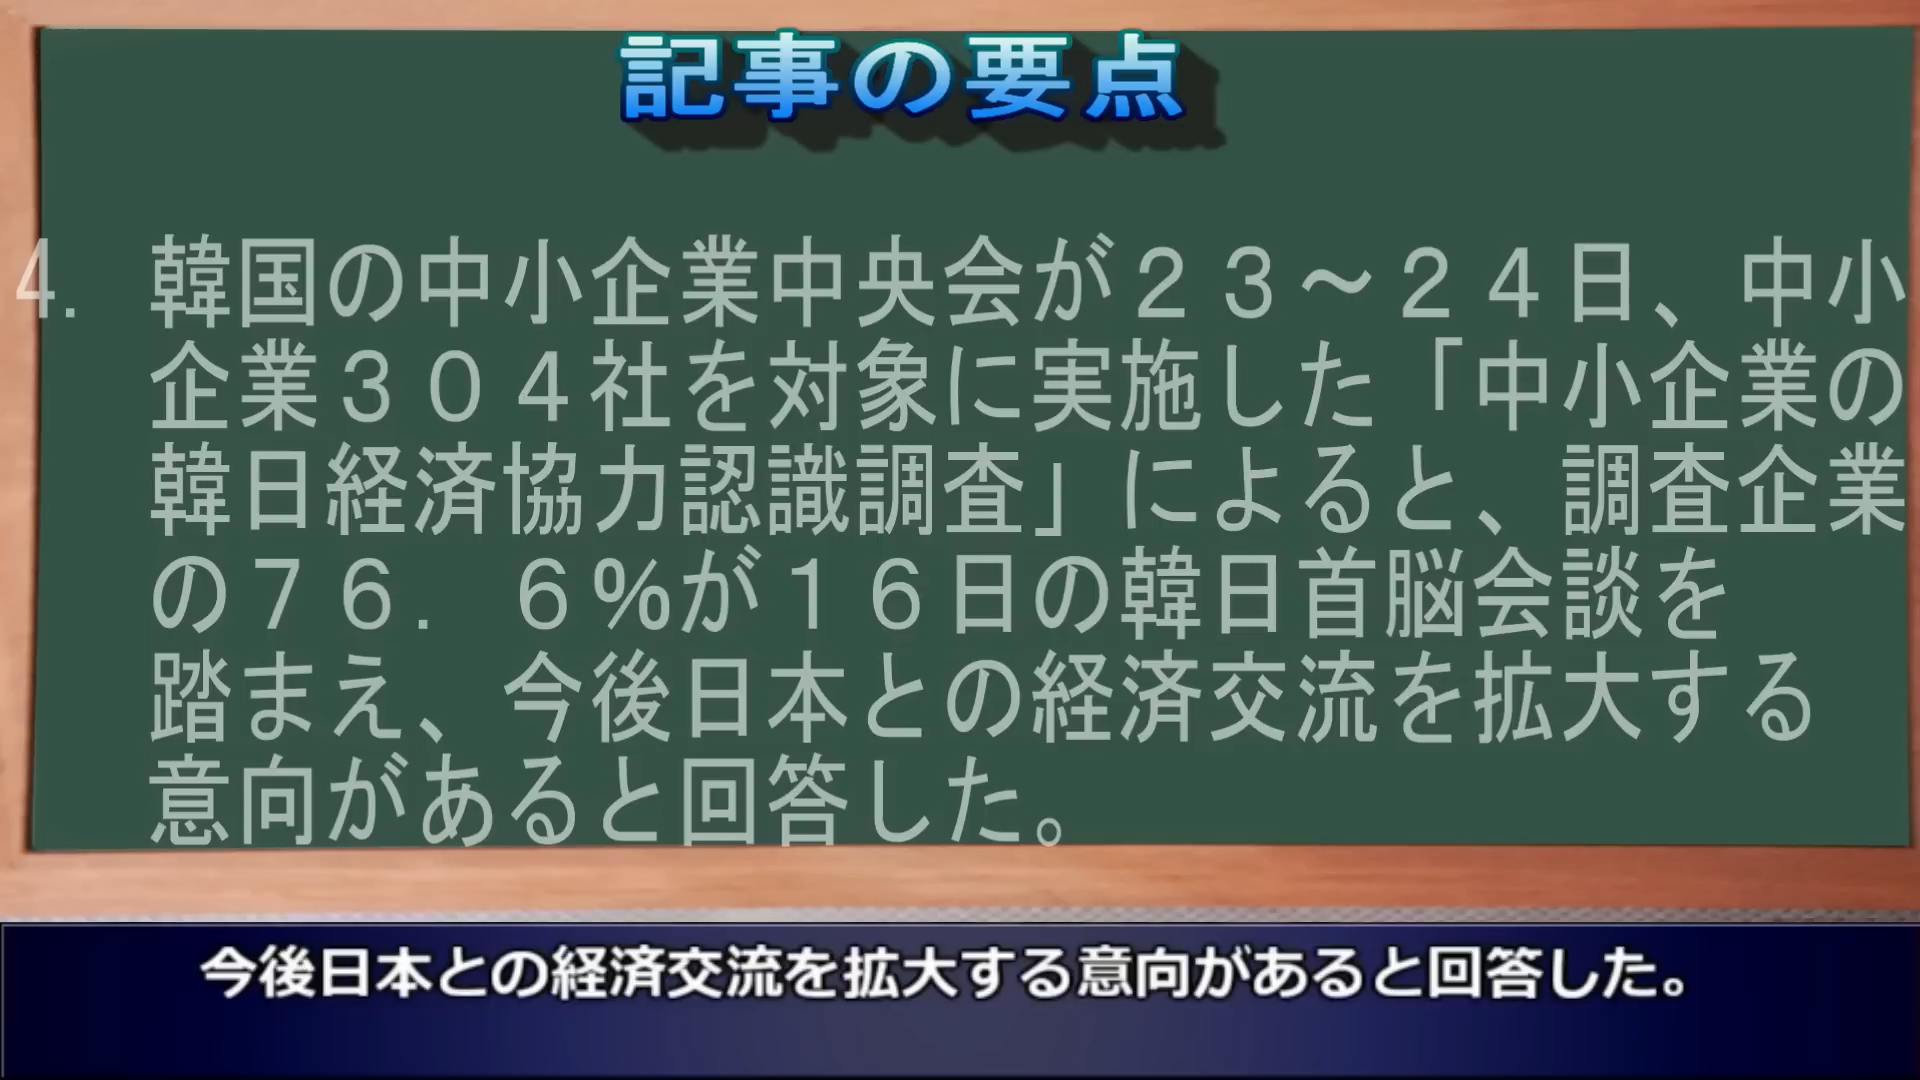 記事の要点
4. 韓国の中小企業中央会が２３～２４日、中小
企業３０４社を対象に実施した「中小企業の
韓日経済協力認識調査」によると、調査企業
の７６．６％が１６日の韓日首脳会談を
踏まえ、今後日本との経済交流を拡大する
意向があると回答した。
今後日本との経済交流を拡大する意向があると回答した。